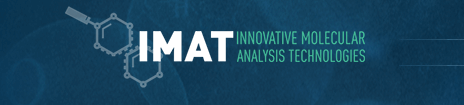 IMAT INNOVATIVE MOLECULAR
ANALYSIS TECHNOLOGIES